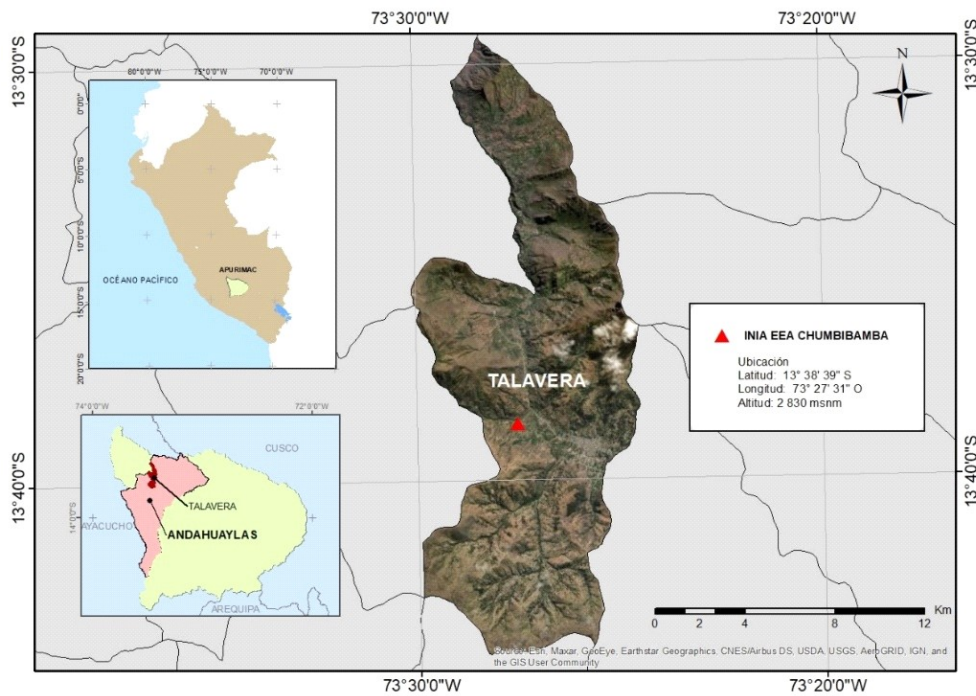 73°30'0"W
73°20'0"W
13°30'0"S
13°30'0"S
N
80°0'0"W
75°0'0"W
70°0'0"W
0°0'0"
5°0'0"S
10°0'0"S
15°0'0"S
20°0'0"S
APURIMAC
OCÉANO PACÍFICO
INIA EEA CHUMBIBAMBA
Ubicación
Latitud: 13° 38' 39" S
Longitud: 73° 27' 31" O
Altitud: 2 830 msnm
TALAVERA
74°0'0"W
72°0'0"W
14°0'0"S
CUSCO
TALAVERA
AYACUCHO
ANDAHUAYLAS
AREQUIPA
13°40'0"S
13°40'0"S
Km
0 2 4 8 12
Esri, Maxar, GeoEye, Earthstar Geographics, CNES/Airbus DS, USDA, USGS, AeroGRID, IGN, and
the GIS User Community
73°30'0"W
73°20'0"W